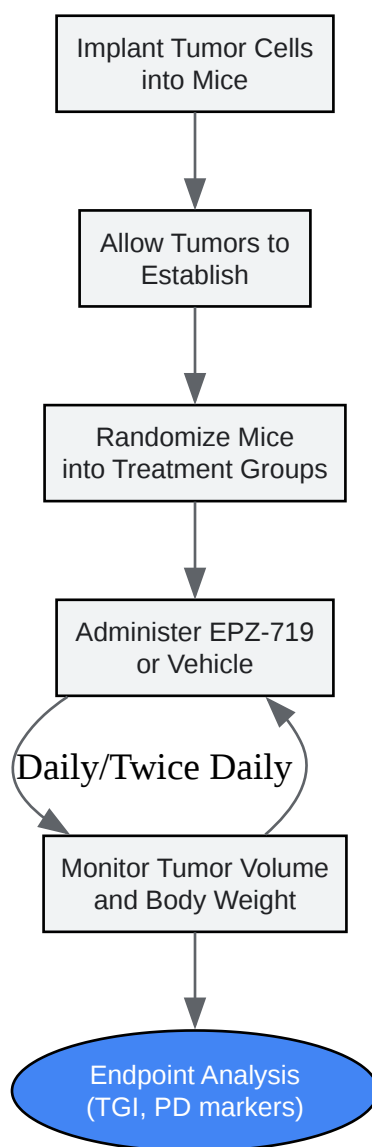 Implant Tumor Cells
into Mice
Allow Tumors to
Establish
Randomize Mice
into Treatment Groups
Administer EPZ-719
or Vehicle
Daily/Twice Daily
Monitor Tumor Volume
and Body Weight
Endpoint Analysis
(TGI, PD markers)